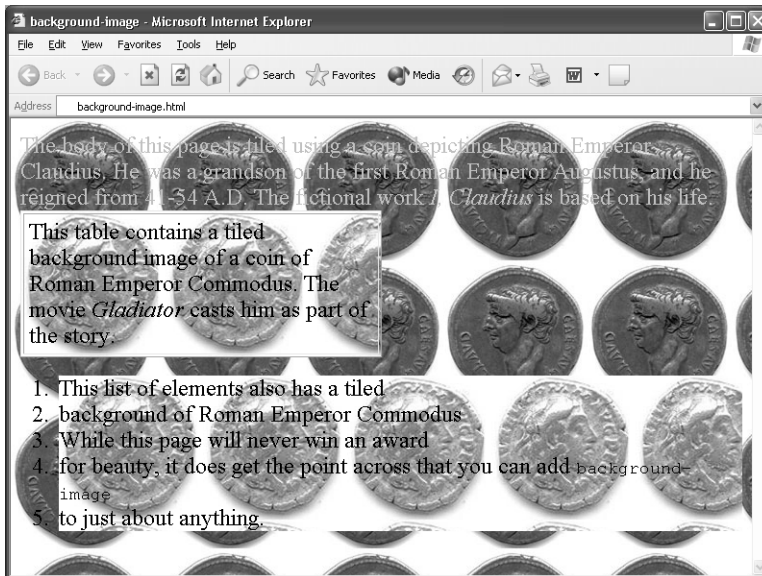 background-image - Microsoft Internet Explorer
File Edit View Favorites Tools Help
Back Search Favorites Media
Address background-image.html
The body of this page is tiled using a coin depicting Roman Emperor
Claudius. He was a grandson of the first Roman Emperor Augustus, and he
reigned from 41-54 A.D. The fictional work I, Claudius is based on his life.
This table contains a tiled
background image of a coin of
Roman Emperor Commodus. The
movie Gladiator casts him as part of
the story.
1. This list of elements also has a tiled
2. background of Roman Emperor Commodus
3. While this page will never win an award
4. for beauty, it does get the point across that you can add background-
image
5. to just about anything.